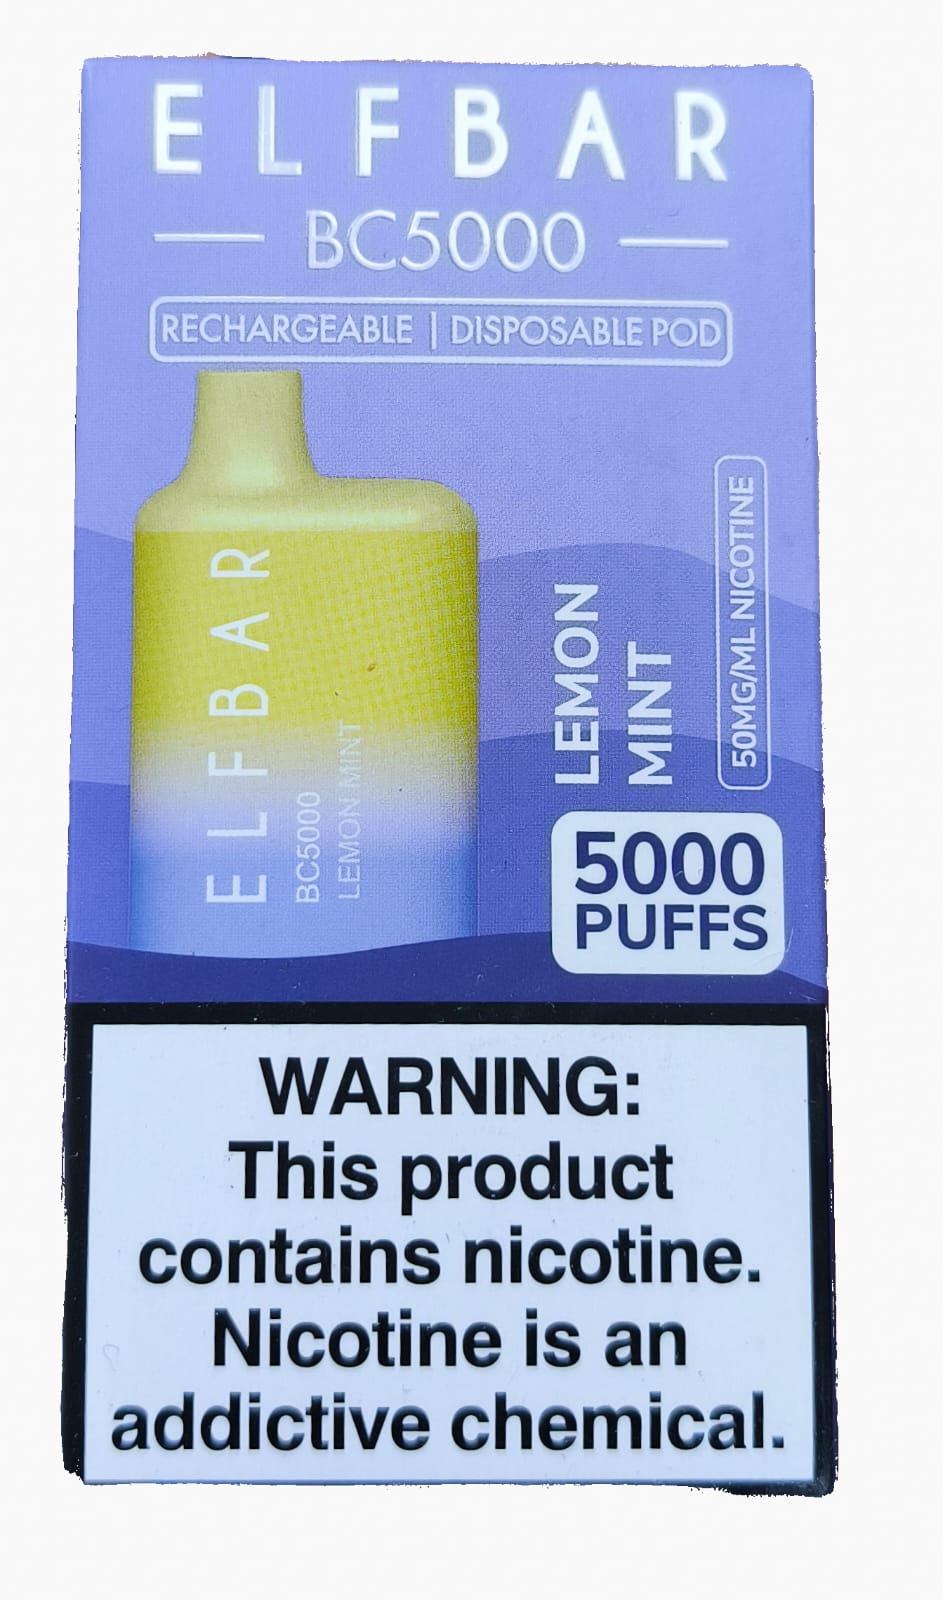 ELFBAR
BC5000
RECHARGEABLE | DISPOSABLE POD
ELFBAR
BC5000
LEMON MINT
LEMON
MINT
50MG/ML NICOTINE
5000
PUFFS
WARNING:
This product
contains nicotine.
Nicotine is an
addictive chemical.